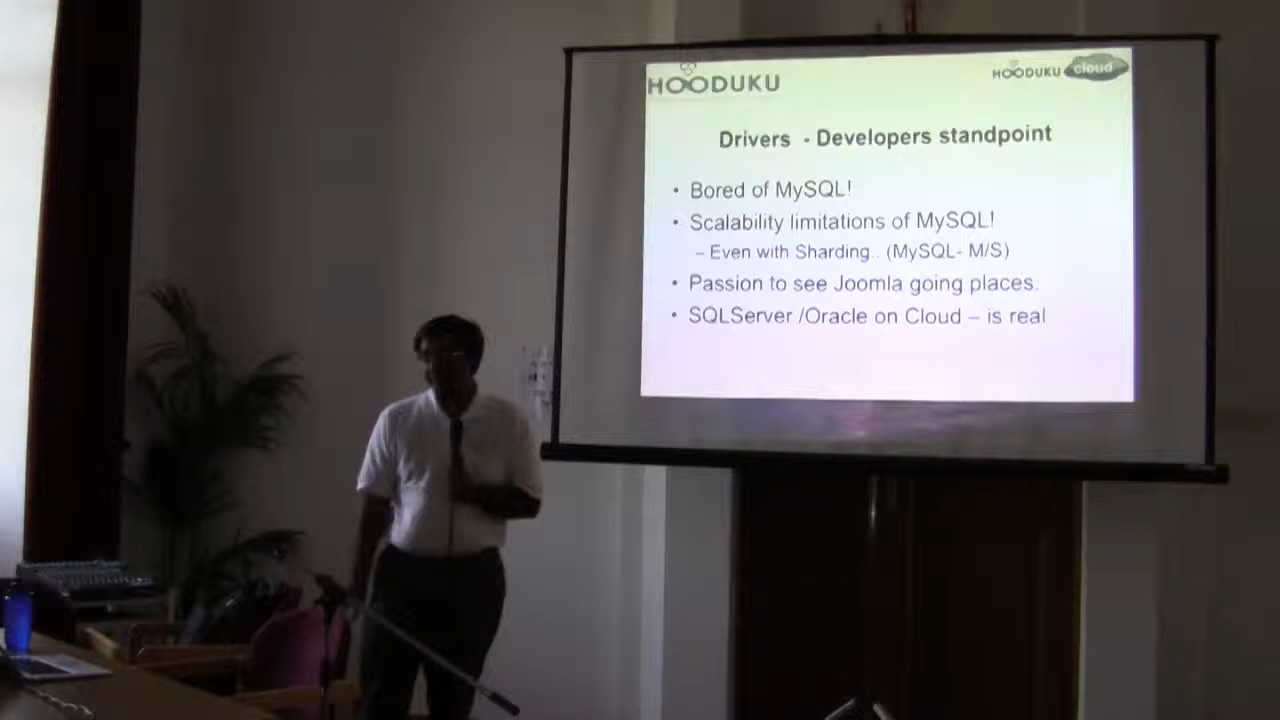 HOODUKU
HOODUKU cloud
Drivers - Developers standpoint
• Bored of MySQL!
• Scalability limitations of MySQL!
– Even with Sharding.. (MySQL- M/S)
• Passion to see Joomla going places.
• SQLServer /Oracle on Cloud – is real